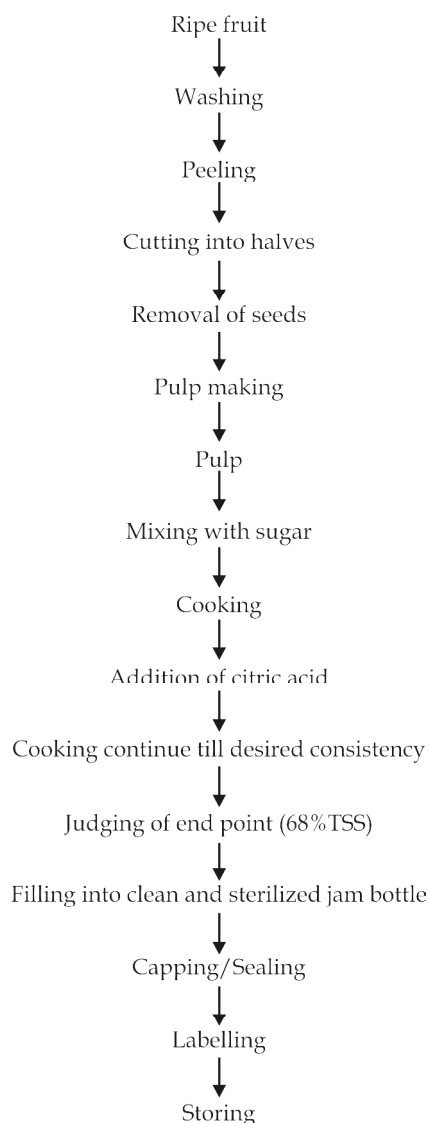 Ripe fruit
Washing
Peeling
Cutting into halves
Removal of seeds
Pulp making
Pulp
Mixing with sugar
Cooking
Addition of citric acid
Cooking continue till desired consistency
Judging of end point (68%TSS)
Filling into clean and sterilized jam bottle
Capping/Sealing
Labelling
Storing